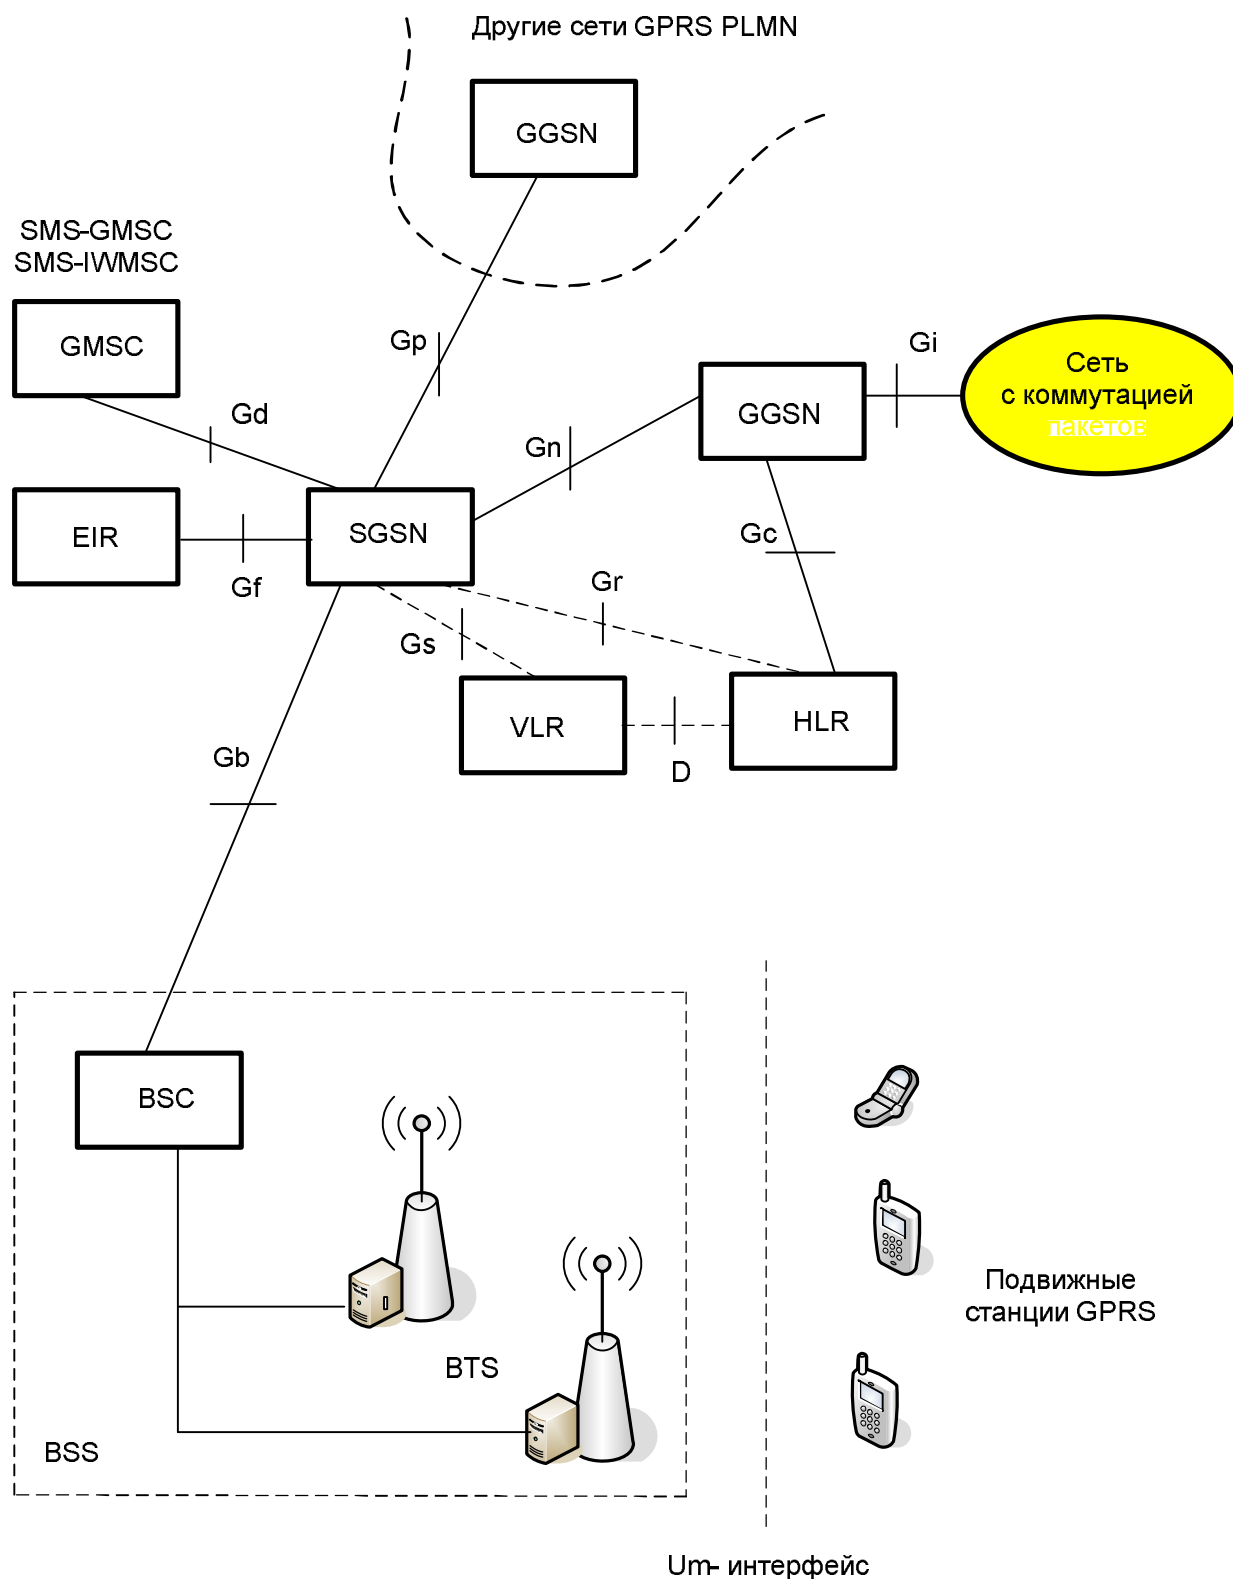 Другие сети GPRS PLMN
GGSN
SMS-GMSC
SMS-IWMSC
GMSC
Gp
Gi
Сеть
с коммутацией
пакетов
GGSN
Gd
Gn
EIR
SGSN
Gf
Gc
Gr
Gs
VLR
HLR
Gb
D
BSC
Подвижные
станции GPRS
BTS
BSS
Um- интерфейс